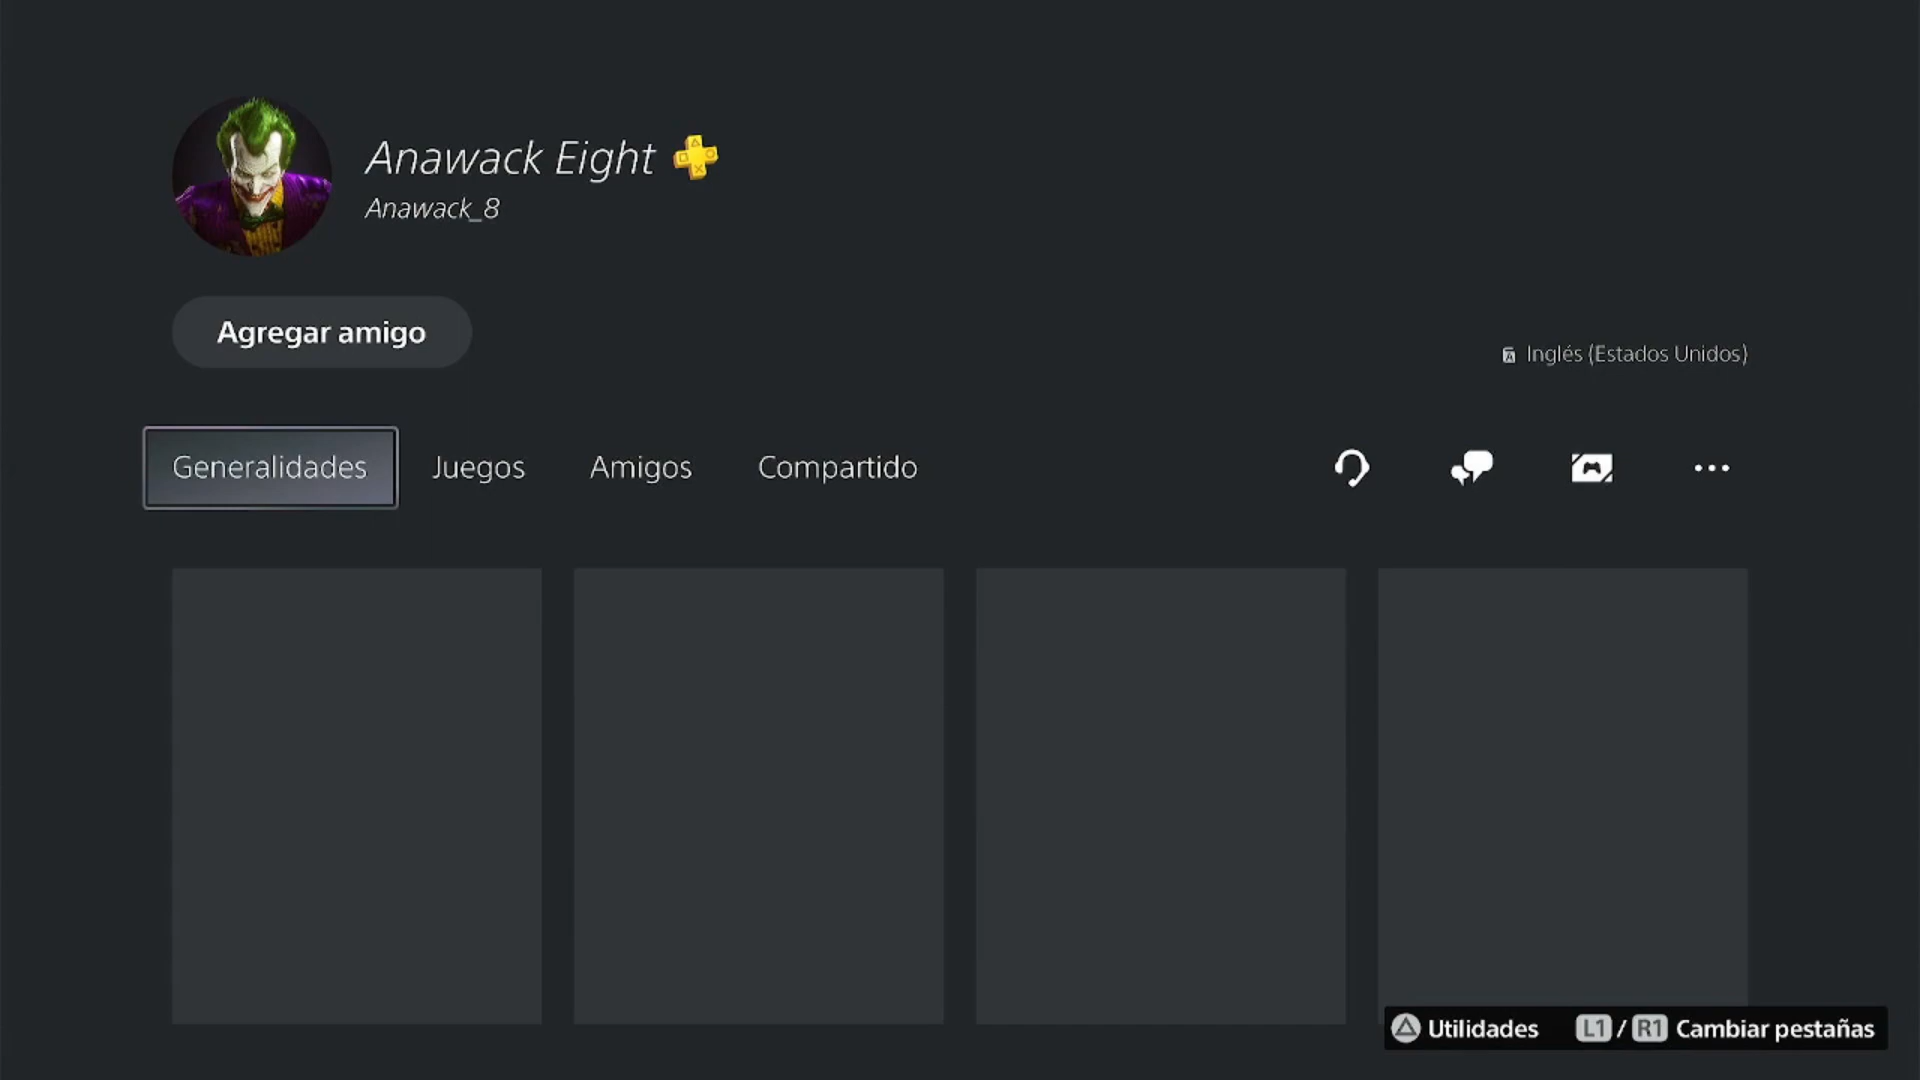 Anawack Eight
Anawack_8
Agregar amigo
Inglés (Estados Unidos)
Generalidades Juegos Amigos Compartido
Utilidades L1 / R1 Cambiar pestañas